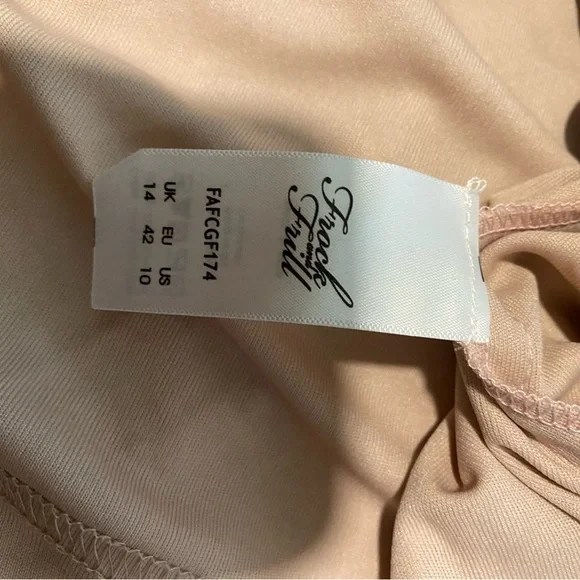 Frock
and
Frill
FAFCGF174
UK EU US
14 42 10